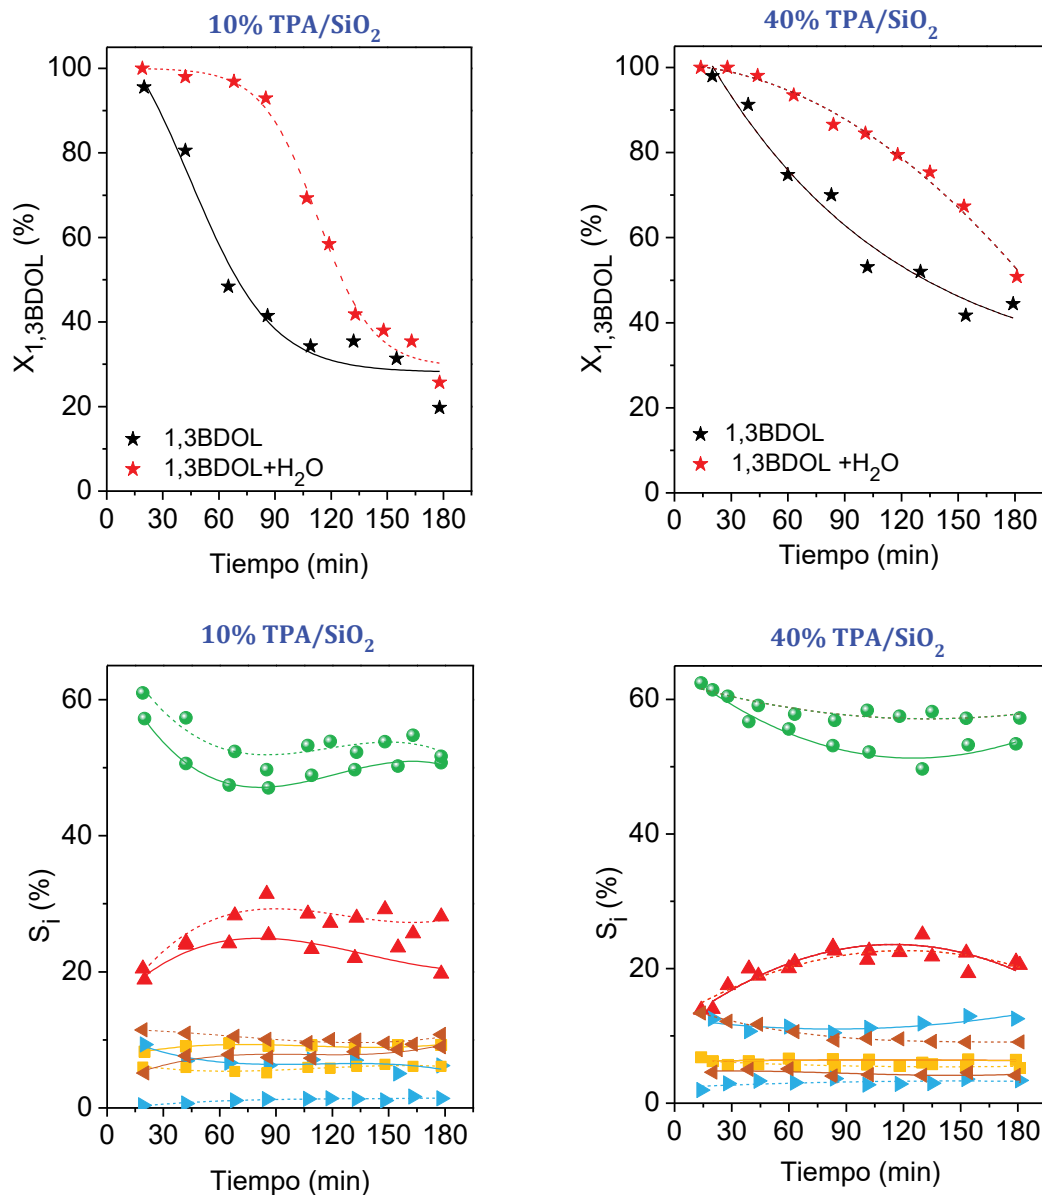 10% TPA/SiO₂
100
80
60
40
20
0
X₁,₃BDOL (%)
1,3BDOL
1,3BDOL+H₂O
0 30 60 90 120 150 180
Tiempo (min)
40% TPA/SiO₂
100
80
60
40
20
0
X₁,₃BDOL (%)
1,3BDOL
1,3BDOL +H₂O
0 30 60 90 120 150 180
Tiempo (min)
10% TPA/SiO₂
60
40
20
0
Sᵢ (%)
0 30 60 90 120 150 180
Tiempo (min)
40% TPA/SiO₂
60
40
20
0
Sᵢ (%)
0 30 60 90 120 150 180
Tiempo (min)